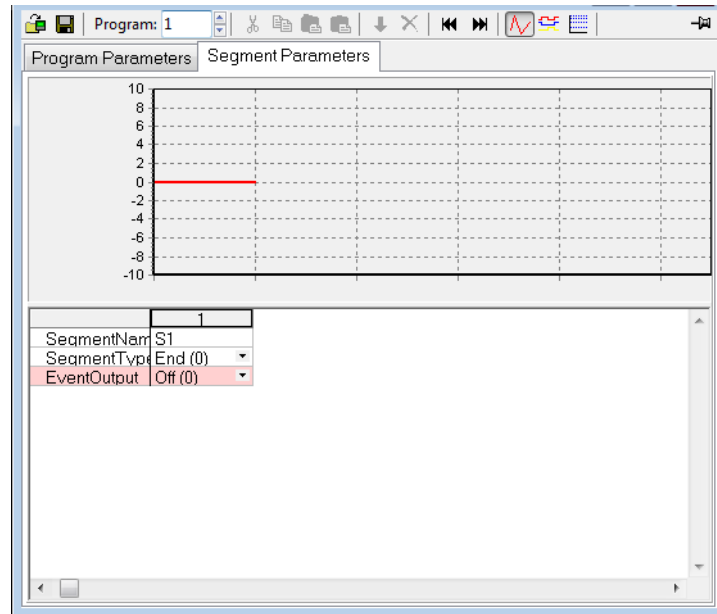 Program: 1
Program Parameters Segment Parameters
10
8
6
4
2
0
-2
-4
-6
-8
-10
1
SegmentNam S1
SegmentType End (0)
EventOutput Off (0)